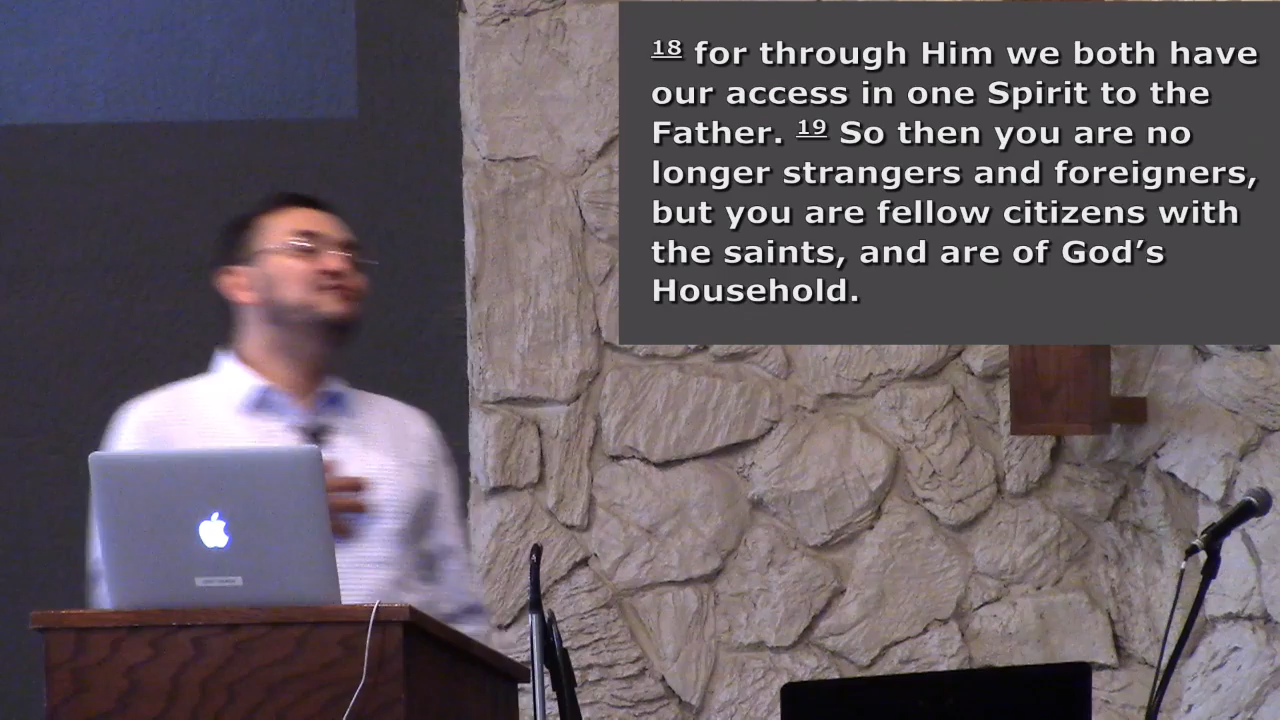 18 for through Him we both have
our access in one Spirit to the
Father. 19 So then you are no
longer strangers and foreigners,
but you are fellow citizens with
the saints, and are of God’s
Household.